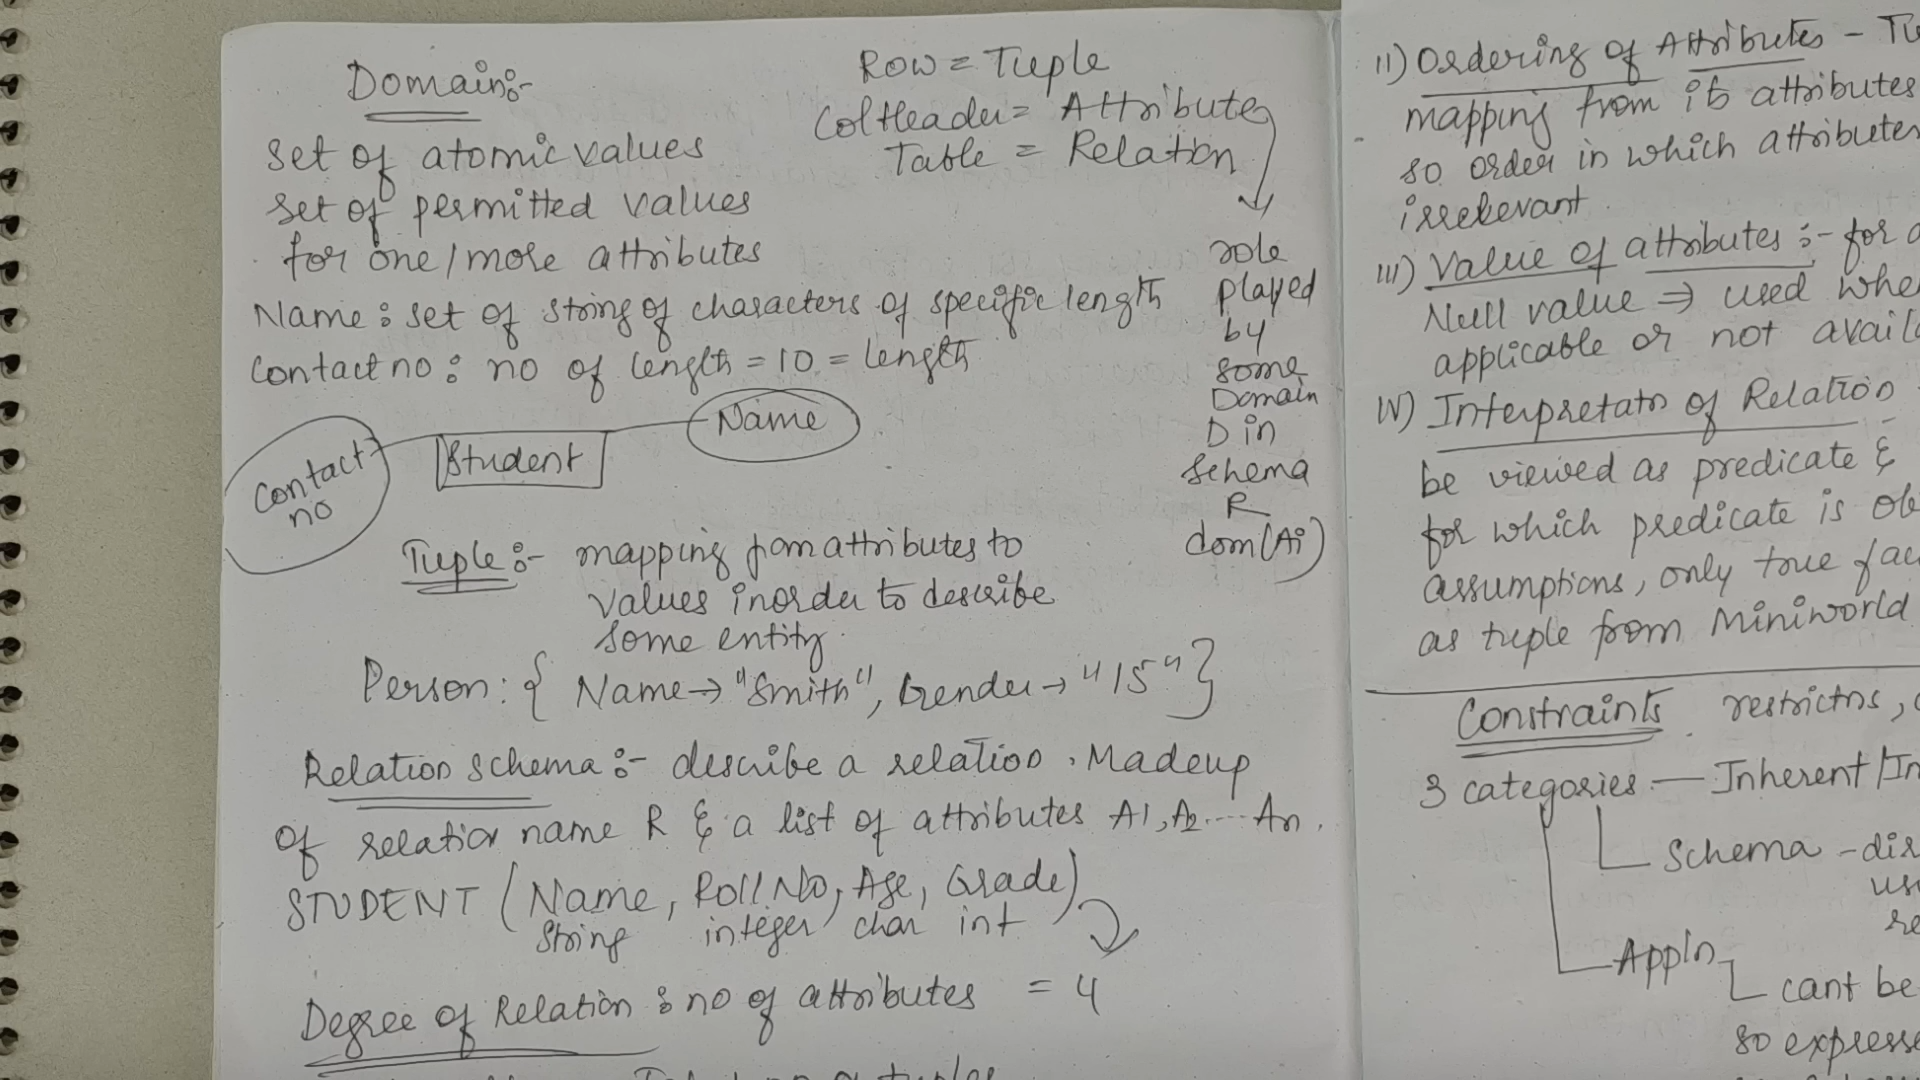 Domain:-
set of atomic values
set of permitted values
for one/more attributes
Row = Tuple
Col Header = Attribute
Table = Relation
role
played
by
some
Domain
D in
Schema
R
dom(Ai)
Name : set of string of characters of specific length
Contact no : no of length = 10 = length
Contact
no
Student
Name
Tuple :- mapping from attributes to
values inorder to describe
some entity.
Person : { Name → "Smith", Gender → "15" }
Relation schema :- describe a relation . Madeup
of relation name R & a list of attributes A1, A2....An.
STUDENT (Name, Roll No, Age, Grade)
String integer char int
Degree of Relation : no of attributes = 4
II) Ordering of Attributes -
mapping from its attributes
so order in which attributes
irrelevant.
III) Value of attributes :- for
Null value ⇒ used
applicable or not
IV) Interpretatn of Relation
be viewed as predicate &
for which predicate is
assumptions, only true
as tuple from Miniworld
Constraints restrictns,
3 categories — Inherent/
Schema -
Appln
cant be
so